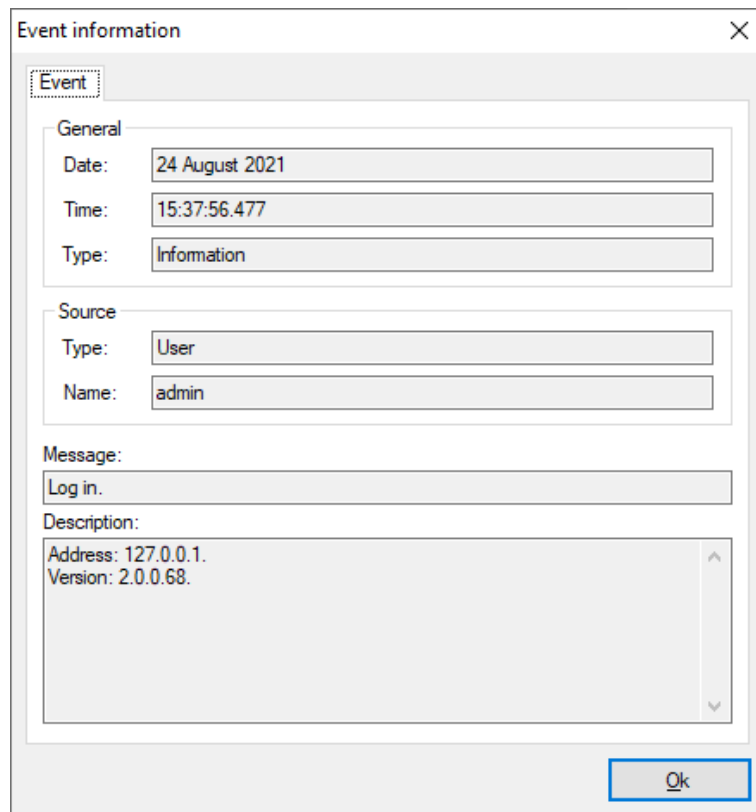 Event information
Event
General
Date: 24 August 2021
Time: 15:37:56.477
Type: Information
Source
Type: User
Name: admin
Message:
Log in.
Description:
Address: 127.0.0.1.
Version: 2.0.0.68.
Ok